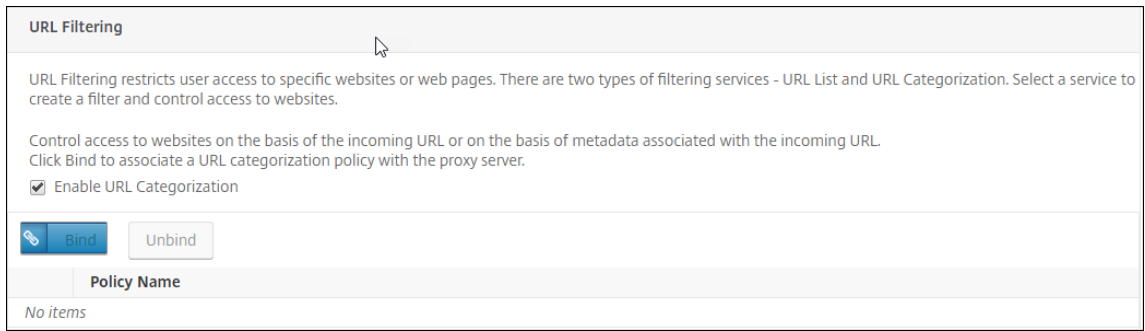 URL Filtering
URL Filtering restricts user access to specific websites or web pages. There are two types of filtering services - URL List and URL Categorization. Select a service to
create a filter and control access to websites.
Control access to websites on the basis of the incoming URL or on the basis of metadata associated with the incoming URL.
Click Bind to associate a URL categorization policy with the proxy server.
Enable URL Categorization
Bind Unbind
Policy Name
No items